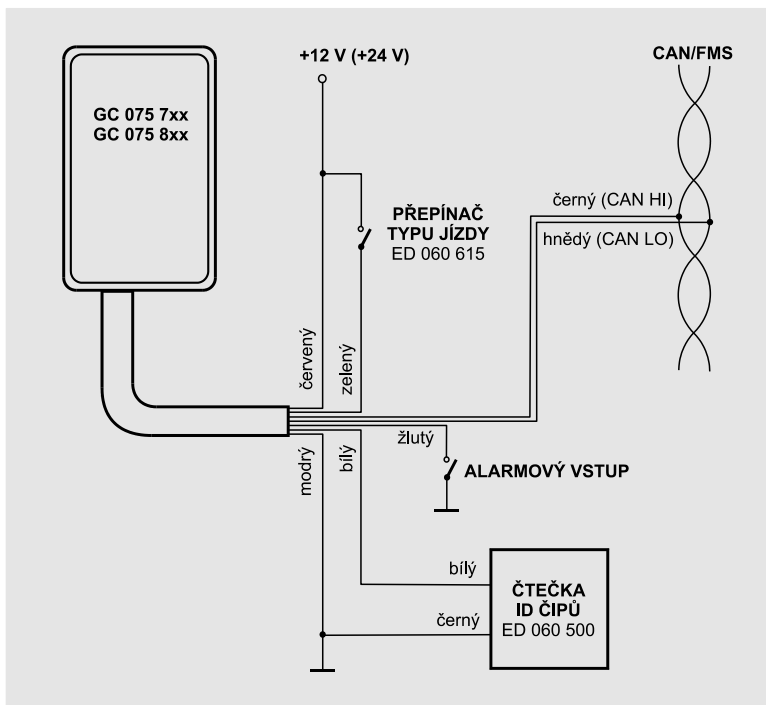 +12 V (+24 V)
CAN/FMS
GC 075 7xx
GC 075 8xx
PŘEPÍNAČ
TYPU JÍZDY
ED 060 615
černý (CAN HI)
hnědý (CAN LO)
červený
zelený
modrý
bílý
žlutý
ALARMOVÝ VSTUP
bílý
černý
ČTEČKA
ID ČIPŮ
ED 060 500